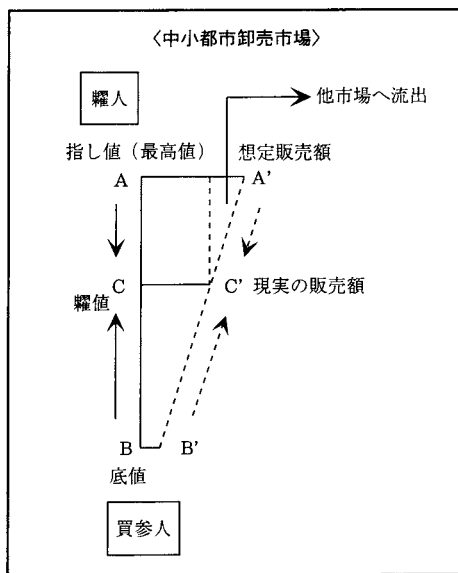 〈中小都市卸売市場〉
糶人
他市場へ流出
指し値（最高値） 想定販売額
A A'
C C' 現実の販売額
糶値
B B'
底値
買参人